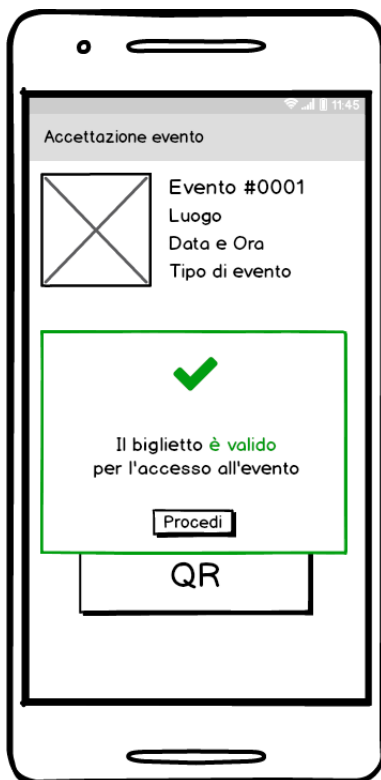 11:45
Accettazione evento
Evento #0001
Luogo
Data e Ora
Tipo di evento
Il biglietto è valido
per l'accesso all'evento
Procedi
QR